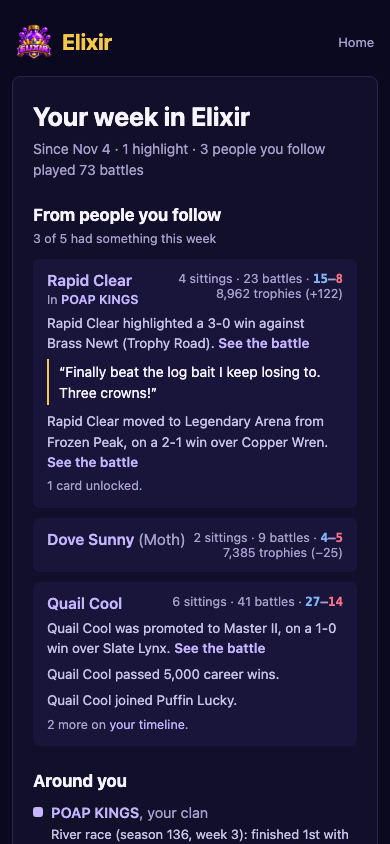 ELIXIR
Elixir
Home
Your week in Elixir
Since Nov 4 · 1 highlight · 3 people you follow
played 73 battles
From people you follow
3 of 5 had something this week
Rapid Clear
4 sittings · 23 battles · 15–8
In POAP KINGS
8,962 trophies (+122)
Rapid Clear highlighted a 3-0 win against
Brass Newt (Trophy Road). See the battle
“Finally beat the log bait I keep losing to.
Three crowns!”
Rapid Clear moved to Legendary Arena from
Frozen Peak, on a 2-1 win over Copper Wren.
See the battle
1 card unlocked.
Dove Sunny (Moth)
2 sittings · 9 battles · 4–5
7,385 trophies (−25)
Quail Cool
6 sittings · 41 battles · 27–14
Quail Cool was promoted to Master II, on a 1-0
win over Slate Lynx. See the battle
Quail Cool passed 5,000 career wins.
Quail Cool joined Puffin Lucky.
2 more on your timeline.
Around you
POAP KINGS, your clan
River race (season 136, week 3): finished 1st with